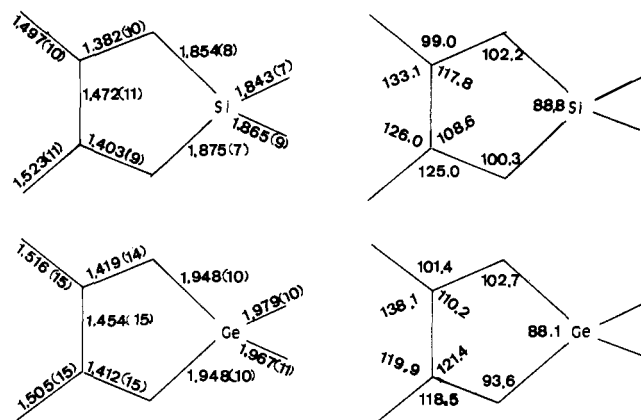 1.497(10) 1.382(10) 1.854(8) 99.0 102.2
1.843(7) 133.1 117.8
1.472(11) Si 88.8 Si
1.865(9)
1.403(9) 1.875(7) 126.0 108.6 100.3
1.523(11) 125.0
1.516(15) 1.419(14) 1.948(10) 101.4 102.7
1.979(10) 138.1 110.2
1.454(15) Ge 88.1 Ge
1.967(11)
1.412(15) 1.948(10) 119.9 121.4 93.6
1.505(15) 118.5